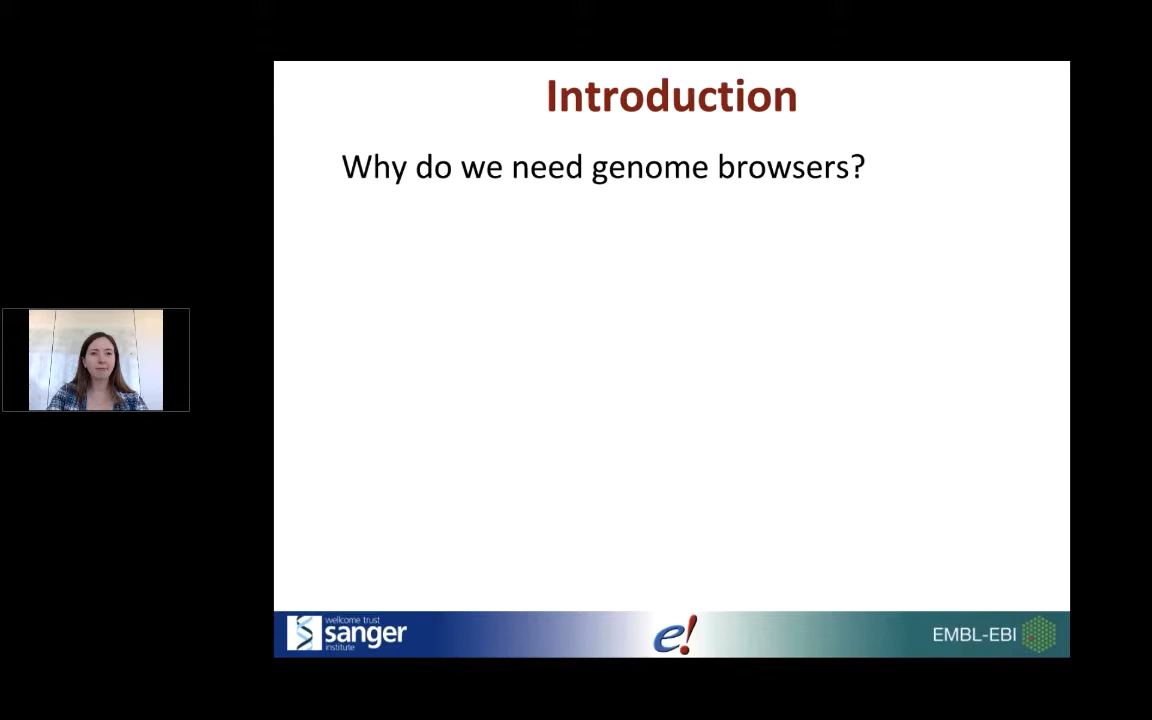 Introduction
Why do we need genome browsers?
wellcome trust
sanger
institute
e!
EMBL-EBI